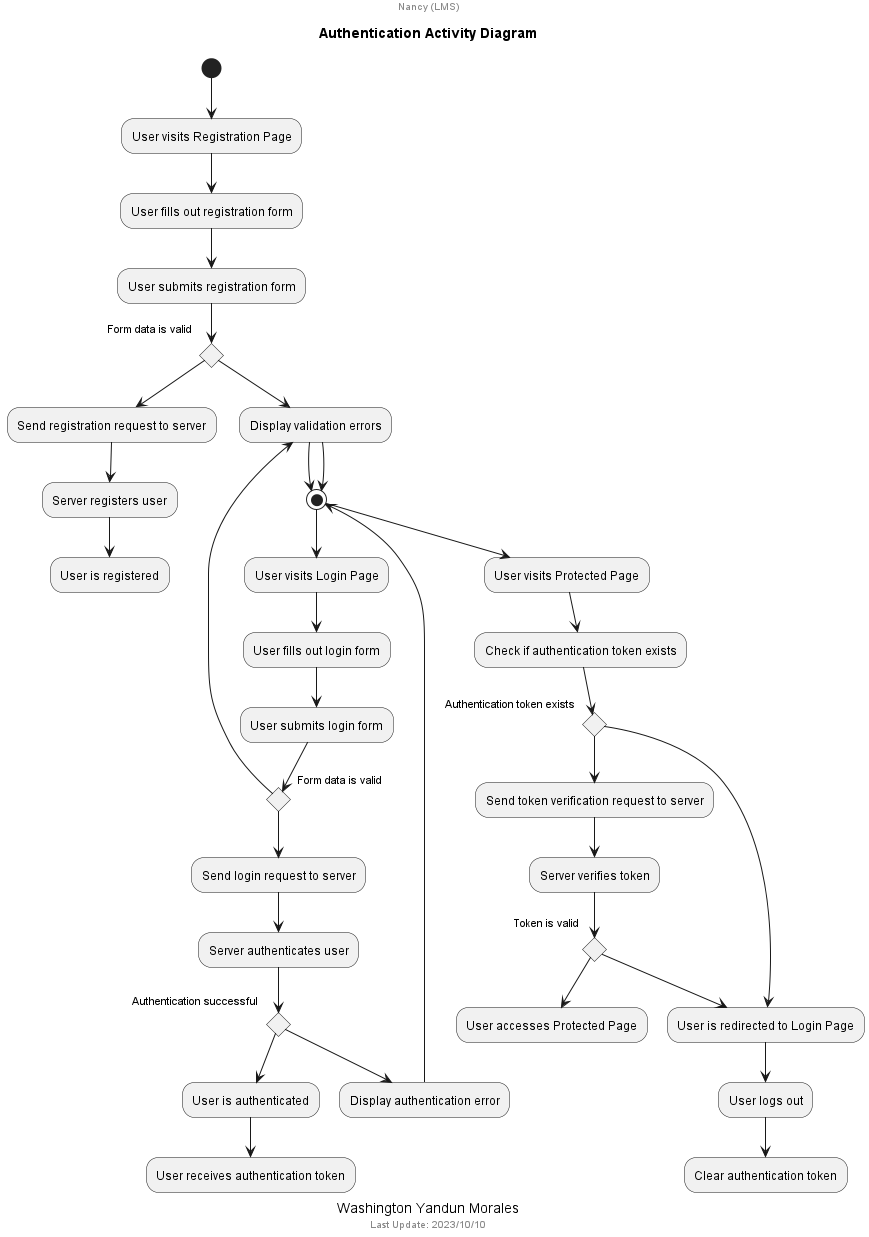 Nancy (LMS)
Authentication Activity Diagram
User visits Registration Page
User fills out registration form
User submits registration form
Form data is valid
Send registration request to server
Display validation errors
Server registers user
User is registered
User visits Login Page
User visits Protected Page
User fills out login form
Check if authentication token exists
User submits login form
Authentication token exists
Form data is valid
Send token verification request to server
Send login request to server
Server verifies token
Token is valid
Server authenticates user
Authentication successful
User accesses Protected Page
User is redirected to Login Page
User is authenticated
Display authentication error
User logs out
User receives authentication token
Clear authentication token
Washington Yandun Morales
Last Update: 2023/10/10